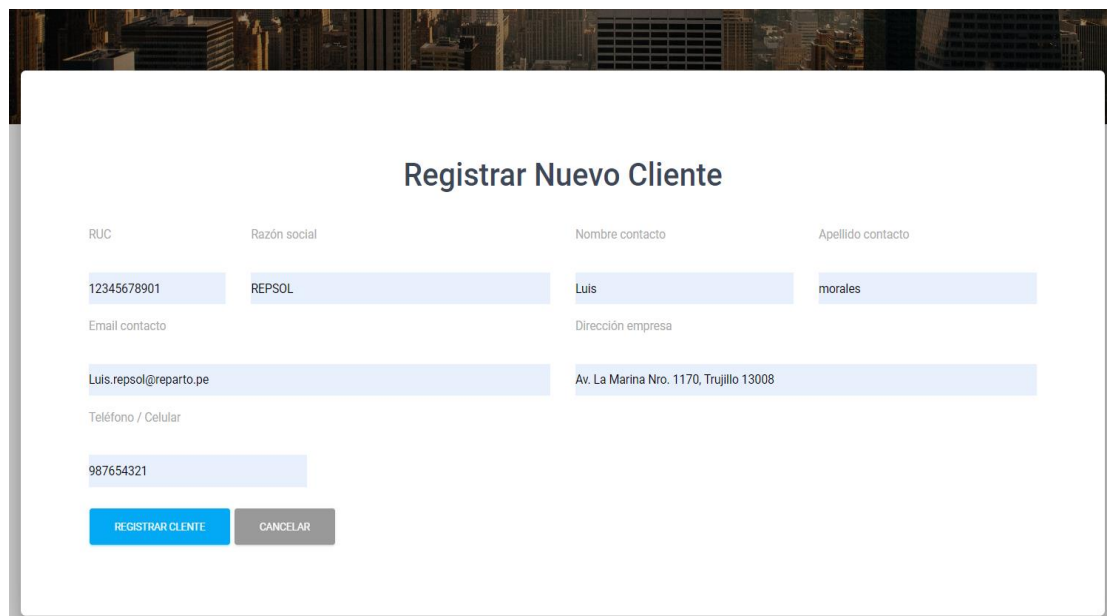 Registrar Nuevo Cliente
RUC Razón social Nombre contacto Apellido contacto
12345678901 REPSOL Luis morales
Email contacto Dirección empresa
Luis.repsol@reparto.pe Av. La Marina Nro. 1170, Trujillo 13008
Teléfono / Celular
987654321
REGISTRAR CLENTE CANCELAR